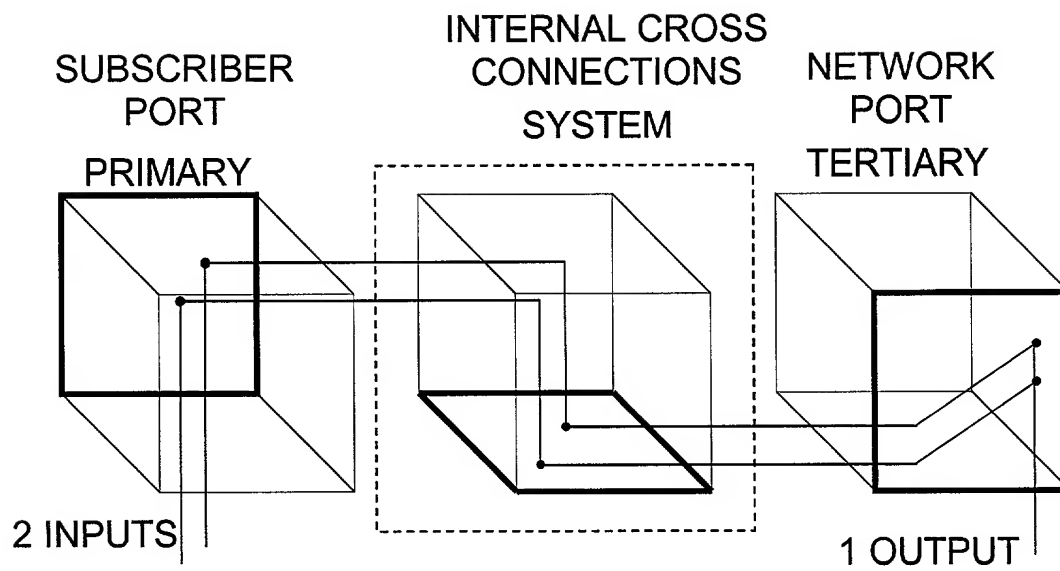 SUBSCRIBER
PORT
PRIMARY
INTERNAL CROSS
CONNECTIONS
SYSTEM
NETWORK
PORT
TERTIARY
2 INPUTS
1 OUTPUT